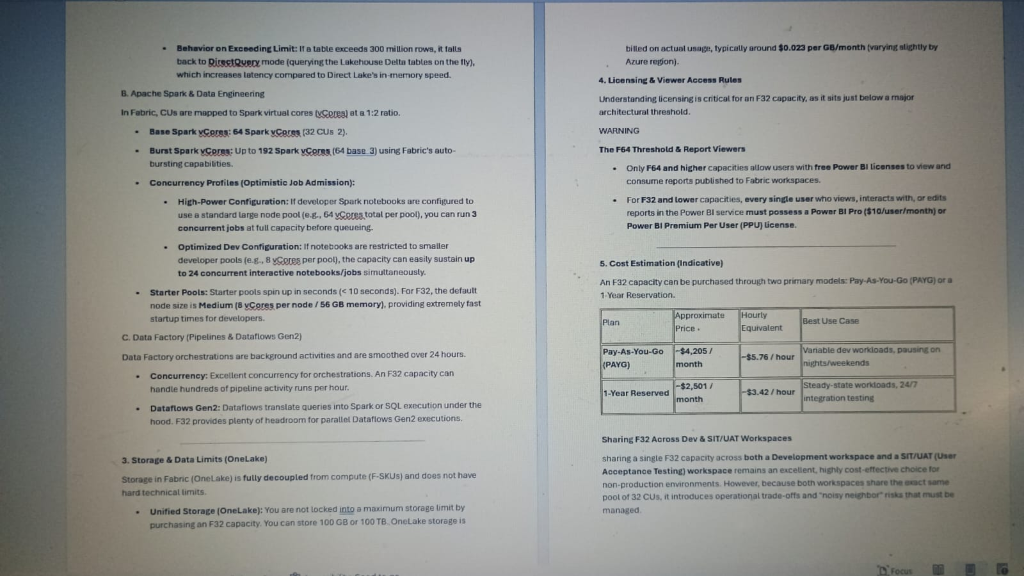 • Behavior on Exceeding Limit: If a table exceeds 300 million rows, it falls
back to DirectQuery mode (querying the Lakehouse Delta tables on the fly),
which increases latency compared to Direct Lake's in-memory speed.
B. Apache Spark & Data Engineering
In Fabric, CUs are mapped to Spark virtual cores (vCores) at a 1:2 ratio.
• Base Spark vCores: 64 Spark vCores (32 CUs 2).
• Burst Spark vCores: Up to 192 Spark vCores (64 base 3) using Fabric's auto-
bursting capabilities.
• Concurrency Profiles (Optimistic Job Admission):
• High-Power Configuration: If developer Spark notebooks are configured to
use a standard large node pool (e.g., 64 vCores total per pool), you can run 3
concurrent jobs at full capacity before queueing.
• Optimized Dev Configuration: If notebooks are restricted to smaller
developer pools (e.g., 8 vCores per pool), the capacity can easily sustain up
to 24 concurrent interactive notebooks/jobs simultaneously.
• Starter Pools: Starter pools spin up in seconds (< 10 seconds). For F32, the default
node size is Medium (8 vCores per node / 56 GB memory), providing extremely fast
startup times for developers.
C. Data Factory (Pipelines & Dataflows Gen2)
Data Factory orchestrations are background activities and are smoothed over 24 hours.
• Concurrency: Excellent concurrency for orchestrations. An F32 capacity can
handle hundreds of pipeline activity runs per hour.
• Dataflows Gen2: Dataflows translate queries into Spark or SQL execution under the
hood. F32 provides plenty of headroom for parallel Dataflows Gen2 executions.
3. Storage & Data Limits (OneLake)
Storage in Fabric (OneLake) is fully decoupled from compute (F-SKUs) and does not have
hard technical limits.
• Unified Storage (OneLake): You are not locked into a maximum storage limit by
purchasing an F32 capacity. You can store 100 GB or 100 TB. OneLake storage is
billed on actual usage, typically around $0.023 per GB/month (varying slightly by
Azure region).
4. Licensing & Viewer Access Rules
Understanding licensing is critical for an F32 capacity, as it sits just below a major
architectural threshold.
WARNING
The F64 Threshold & Report Viewers
• Only F64 and higher capacities allow users with free Power BI licenses to view and
consume reports published to Fabric workspaces.
• For F32 and lower capacities, every single user who views, interacts with, or edits
reports in the Power BI service must possess a Power BI Pro ($10/user/month) or
Power BI Premium Per User (PPU) license.
5. Cost Estimation (Indicative)
An F32 capacity can be purchased through two primary models: Pay-As-You-Go (PAYG) or a
1-Year Reservation.
Plan Approximate Price Hourly Equivalent Best Use Case
Pay-As-You-Go (PAYG) ~$4,205 / month ~$5.76 / hour Variable dev workloads, pausing on nights/weekends
1-Year Reserved ~$2,501 / month ~$3.42 / hour Steady-state workloads, 24/7 integration testing
Sharing F32 Across Dev & SIT/UAT Workspaces
sharing a single F32 capacity across both a Development workspace and a SIT/UAT (User
Acceptance Testing) workspace remains an excellent, highly cost-effective choice for
non-production environments. However, because both workspaces share the exact same
pool of 32 CUs, it introduces operational trade-offs and "noisy neighbor" risks that must be
managed.
Focus